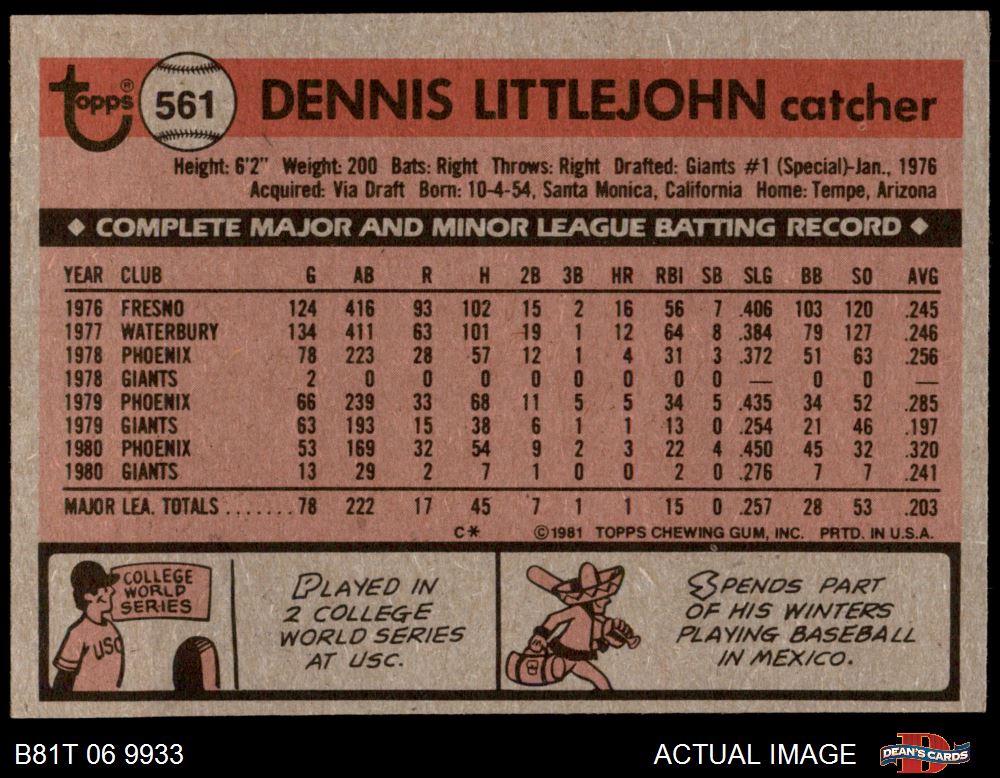 topps® 561 DENNIS LITTLEJOHN catcher
Height: 6'2" Weight: 200 Bats: Right Throws: Right Drafted: Giants #1 (Special)-Jan., 1976
Acquired: Via Draft Born: 10-4-54, Santa Monica, California Home: Tempe, Arizona
◆ COMPLETE MAJOR AND MINOR LEAGUE BATTING RECORD ◆
YEAR CLUB G AB R H 2B 3B HR RBI SB SLG BB SO AVG
1976 FRESNO 124 416 93 102 15 2 16 56 7 .406 103 120 .245
1977 WATERBURY 134 411 63 101 19 1 12 64 8 .384 79 127 .246
1978 PHOENIX 78 223 28 57 12 1 4 31 3 .372 51 63 .256
1978 GIANTS 2 0 0 0 0 0 0 0 0 — 0 0 —
1979 PHOENIX 66 239 33 68 11 5 5 34 5 .435 34 52 .285
1979 GIANTS 63 193 15 38 6 1 1 13 0 .254 21 46 .197
1980 PHOENIX 53 169 32 54 9 2 3 22 4 .450 45 32 .320
1980 GIANTS 13 29 2 7 1 0 0 2 0 .276 7 7 .241
MAJOR LEA. TOTALS ....... 78 222 17 45 7 1 1 15 0 .257 28 53 .203
C* ©1981 TOPPS CHEWING GUM, INC. PRTD. IN U.S.A.
COLLEGE
WORLD
SERIES
USC
PLAYED IN
2 COLLEGE
WORLD SERIES
AT USC.
SPENDS PART
OF HIS WINTERS
PLAYING BASEBALL
IN MEXICO.
B81T 06 9933 ACTUAL IMAGE DEAN'S CARDS